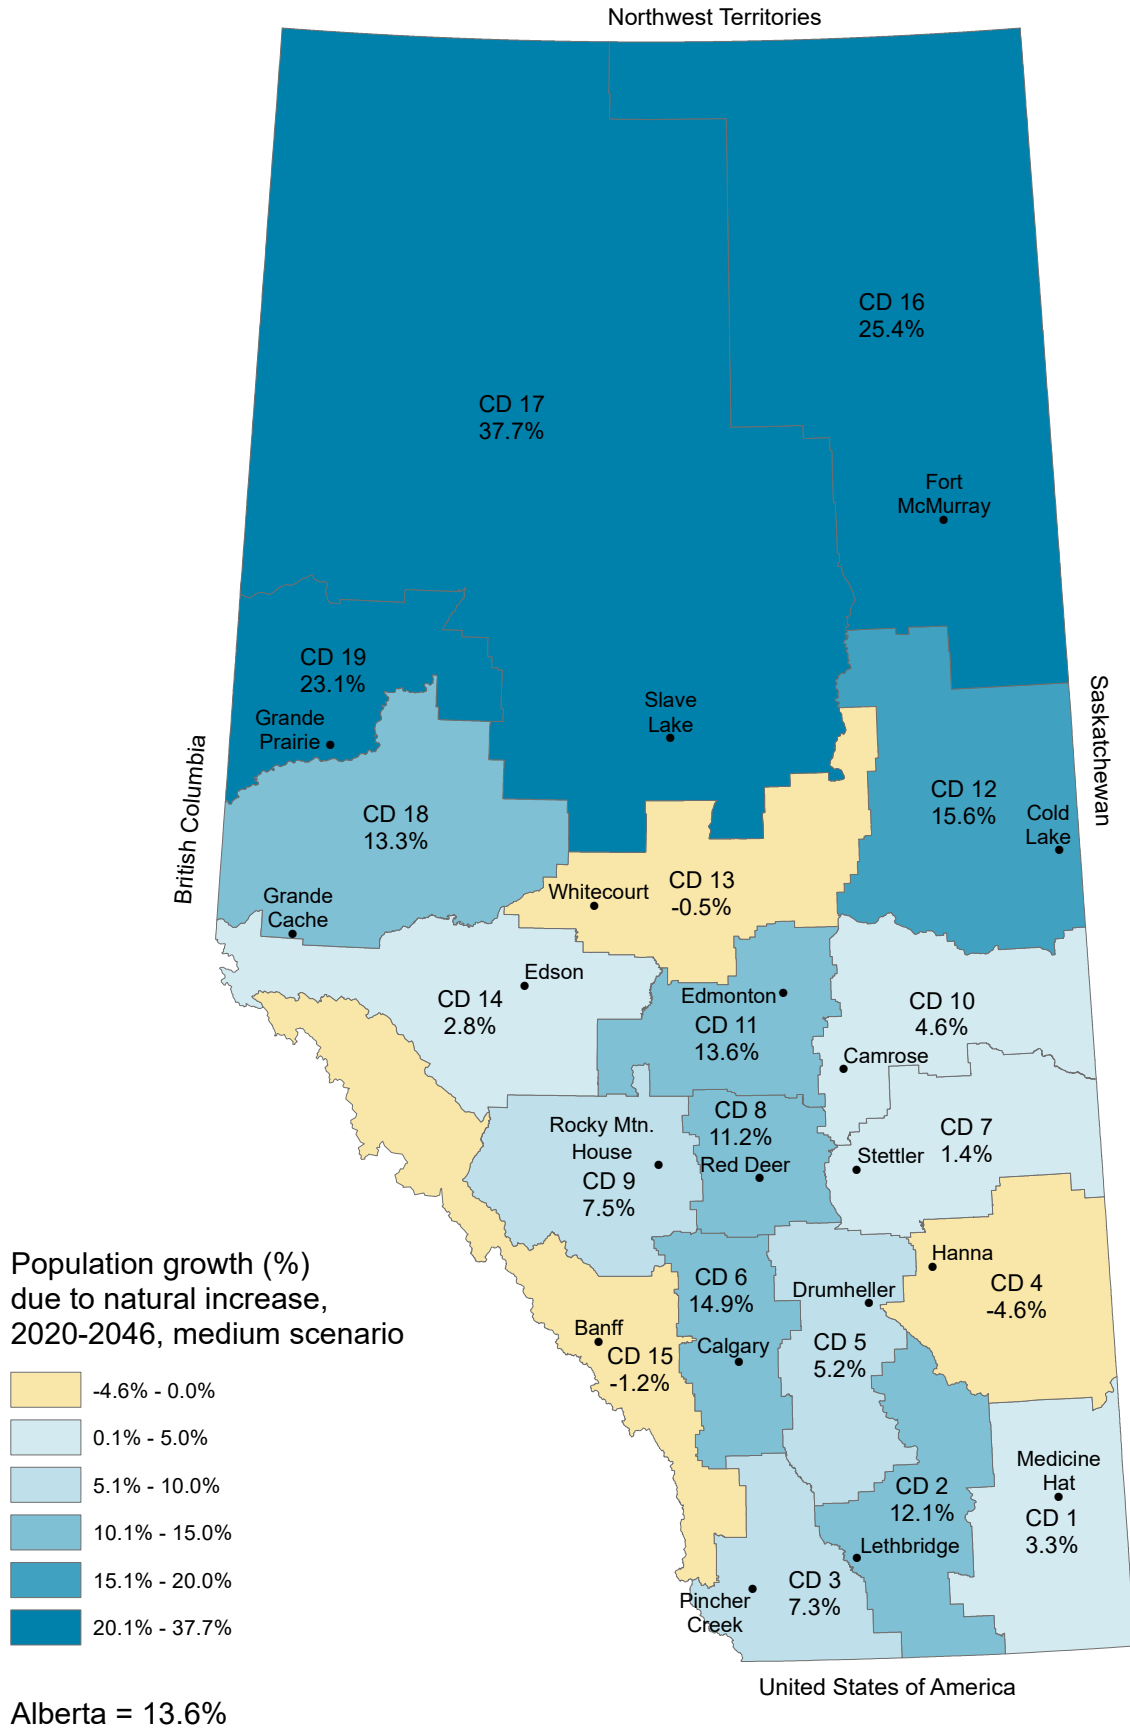 Northwest Territories
CD 16
25.4%
CD 17
37.7%
Fort
McMurray
CD 19
23.1%
Grande
Prairie
Slave
Lake
Saskatchewan
British Columbia
CD 18
13.3%
CD 12
15.6%
Cold
Lake
Grande
Cache
Whitecourt
CD 13
-0.5%
Edson
CD 14
2.8%
Edmonton
CD 11
13.6%
CD 10
4.6%
Camrose
Rocky Mtn.
House
CD 9
7.5%
CD 8
11.2%
Red Deer
CD 7
1.4%
Stettler
Hanna
CD 4
-4.6%
CD 6
14.9%
Calgary
Drumheller
CD 5
5.2%
Banff
CD 15
-1.2%
Medicine
Hat
CD 1
3.3%
CD 2
12.1%
Lethbridge
CD 3
7.3%
Pincher
Creek
United States of America
Population growth (%)
due to natural increase,
2020-2046, medium scenario
-4.6% - 0.0%
0.1% - 5.0%
5.1% - 10.0%
10.1% - 15.0%
15.1% - 20.0%
20.1% - 37.7%
Alberta = 13.6%